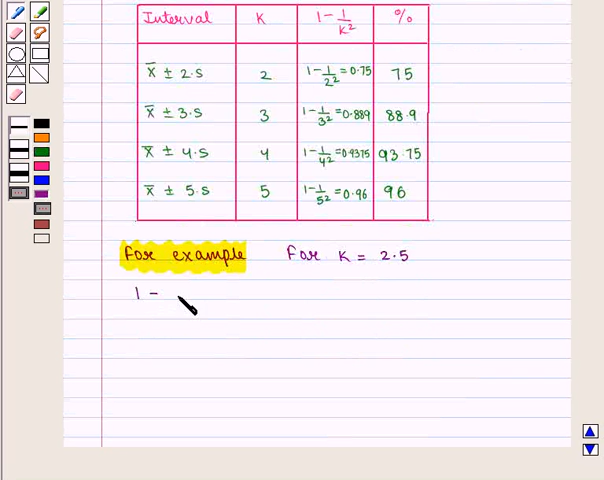 Interval K 1 - 1/K² %
x̄ ± 2·s 2 1 - 1/2² = 0·75 75
x̄ ± 3·s 3 1 - 1/3² = 0·889 88·9
x̄ ± 4·s 4 1 - 1/4² = 0·9375 93·75
x̄ ± 5·s 5 1 - 1/5² = 0·96 96
For example For K = 2·5
1 -